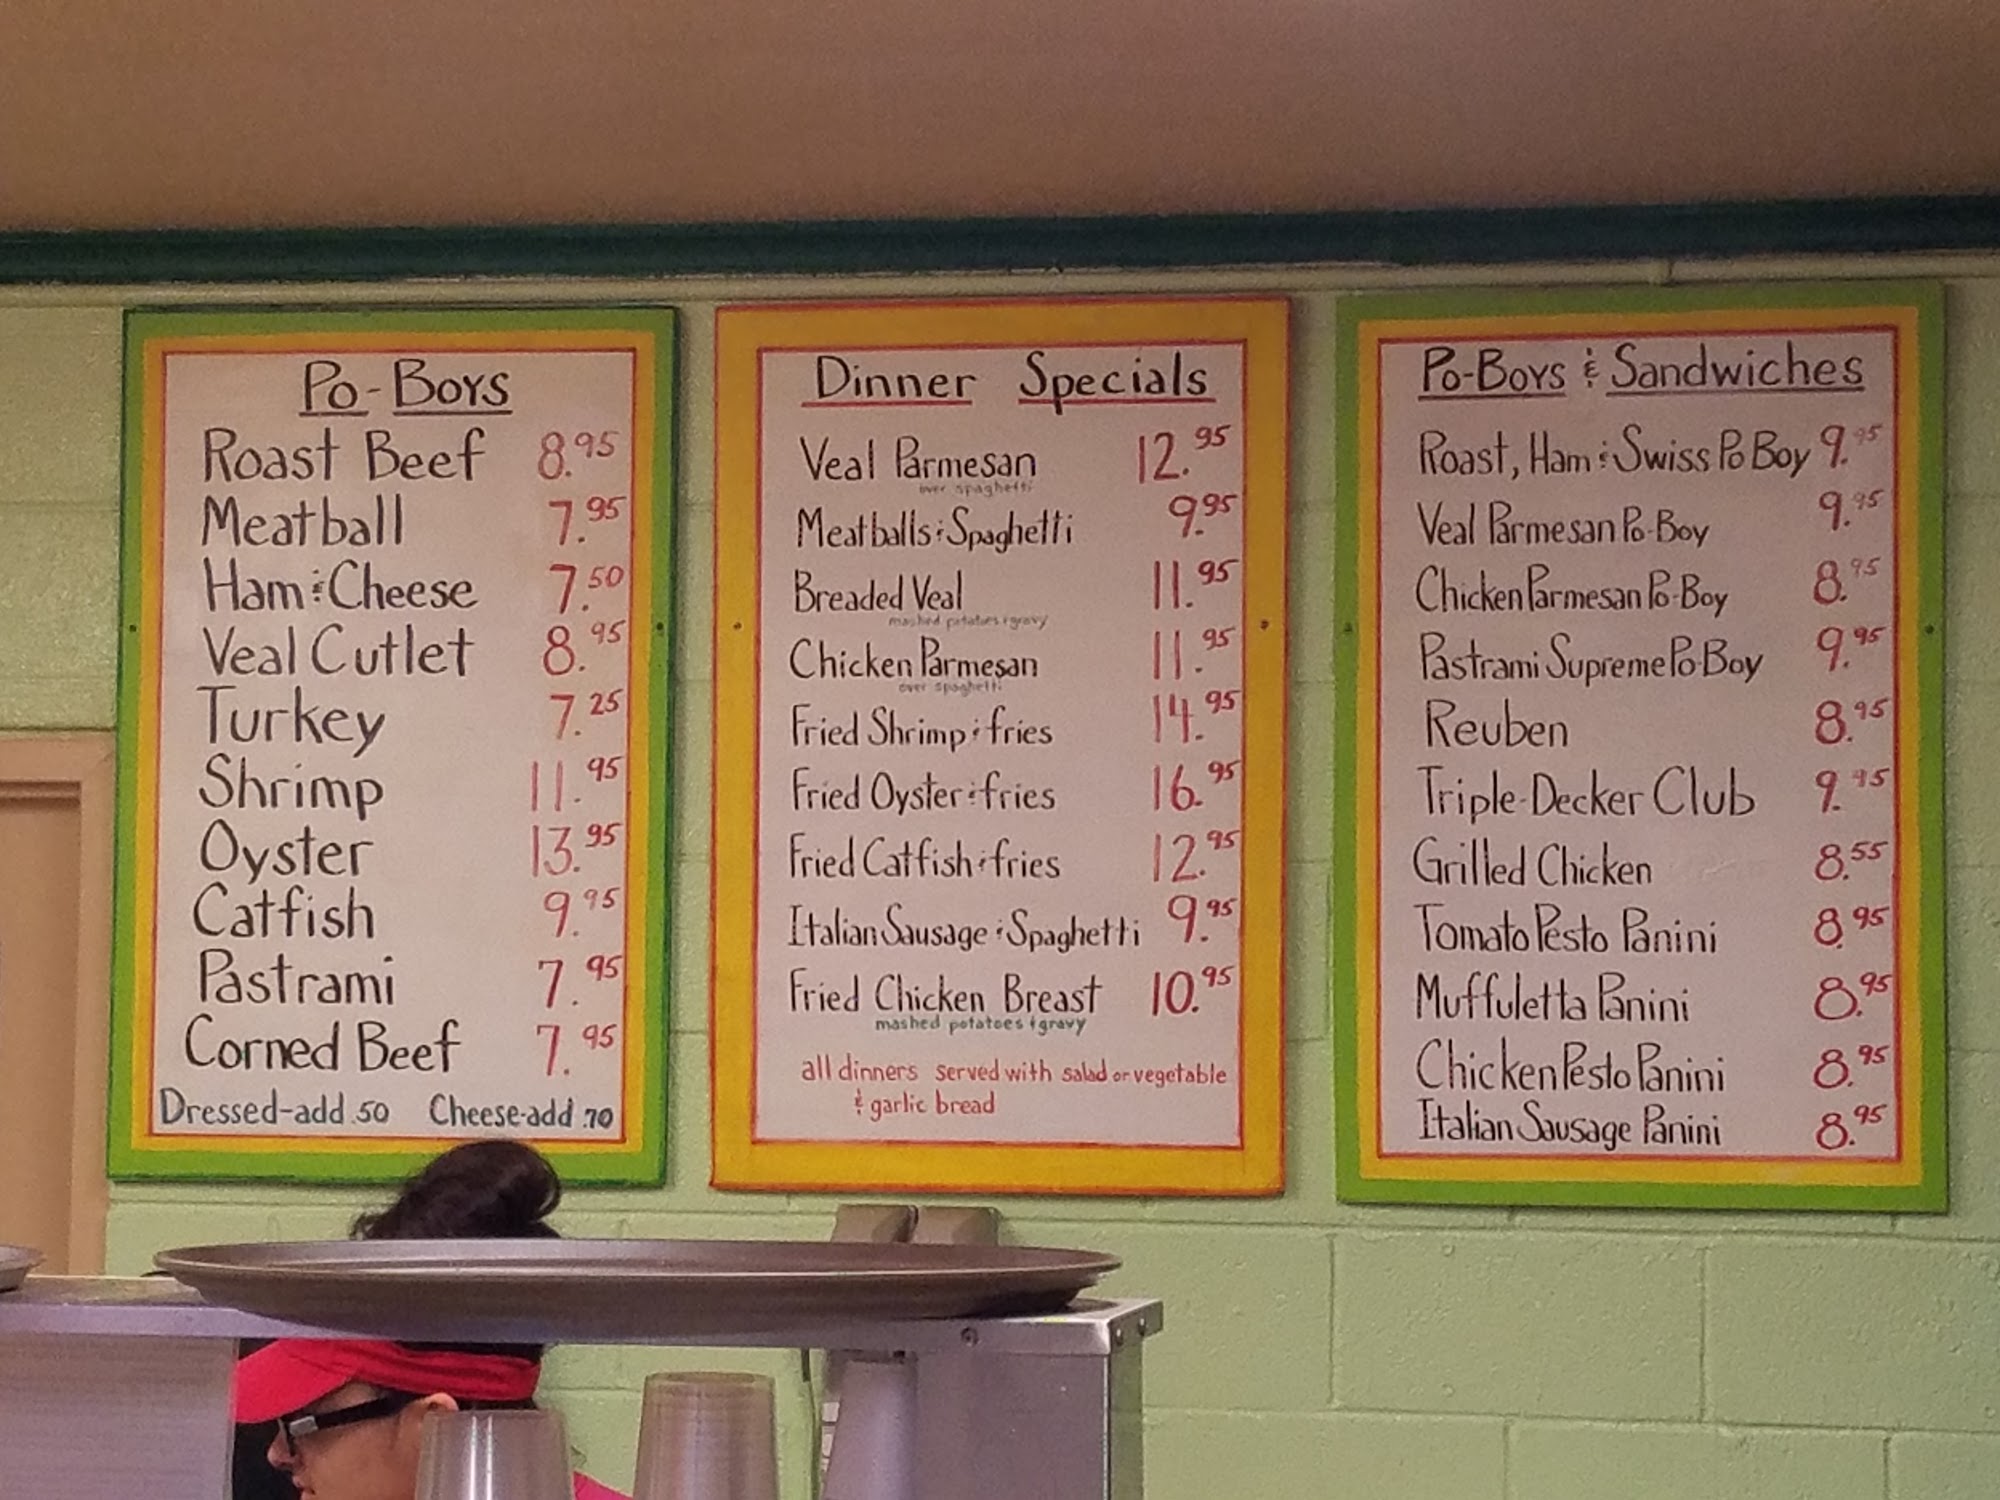 Po-Boys
Roast Beef 8.95
Meatball 7.95
Ham & Cheese 7.50
Veal Cutlet 8.95
Turkey 7.25
Shrimp 11.95
Oyster 13.95
Catfish 9.95
Pastrami 7.95
Corned Beef 7.95
Dressed-add .50 Cheese-add .70
Dinner Specials
Veal Parmesan 12.95
over spaghetti
Meatballs & Spaghetti 9.95
Breaded Veal 11.95
mashed potatoes & gravy
Chicken Parmesan 11.95
over spaghetti
Fried Shrimp & fries 14.95
Fried Oyster & fries 16.95
Fried Catfish & fries 12.95
Italian Sausage & Spaghetti 9.95
Fried Chicken Breast 10.95
mashed potatoes & gravy
all dinners served with salad or vegetable
& garlic bread
Po-Boys & Sandwiches
Roast, Ham & Swiss Po Boy 9.95
Veal Parmesan Po-Boy 9.95
Chicken Parmesan Po-Boy 8.95
Pastrami Supreme Po-Boy 9.95
Reuben 8.95
Triple-Decker Club 9.95
Grilled Chicken 8.55
Tomato Pesto Panini 8.95
Muffuletta Panini 8.95
Chicken Pesto Panini 8.95
Italian Sausage Panini 8.95